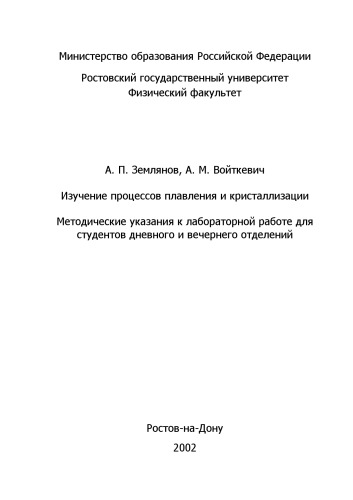 Министерство образования Российской Федерации
Ростовский государственный университет
Физический факультет
А. П. Землянов, А. М. Войткевич
Изучение процессов плавления и кристаллизации
Методические указания к лабораторной работе для
студентов дневного и вечернего отделений
Ростов-на-Дону
2002